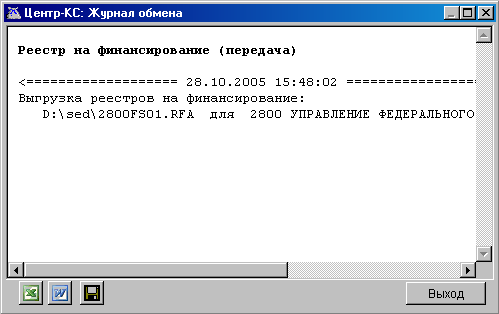 Центр-КС: Журнал обмена
Реестр на финансирование (передача)
<=================== 28.10.2005 15:48:02 =================
Выгрузка реестров на финансирование:
D:\sed\2800FS01.RFA для 2800 УПРАВЛЕНИЕ ФЕДЕРАЛЬНОГО
Выход